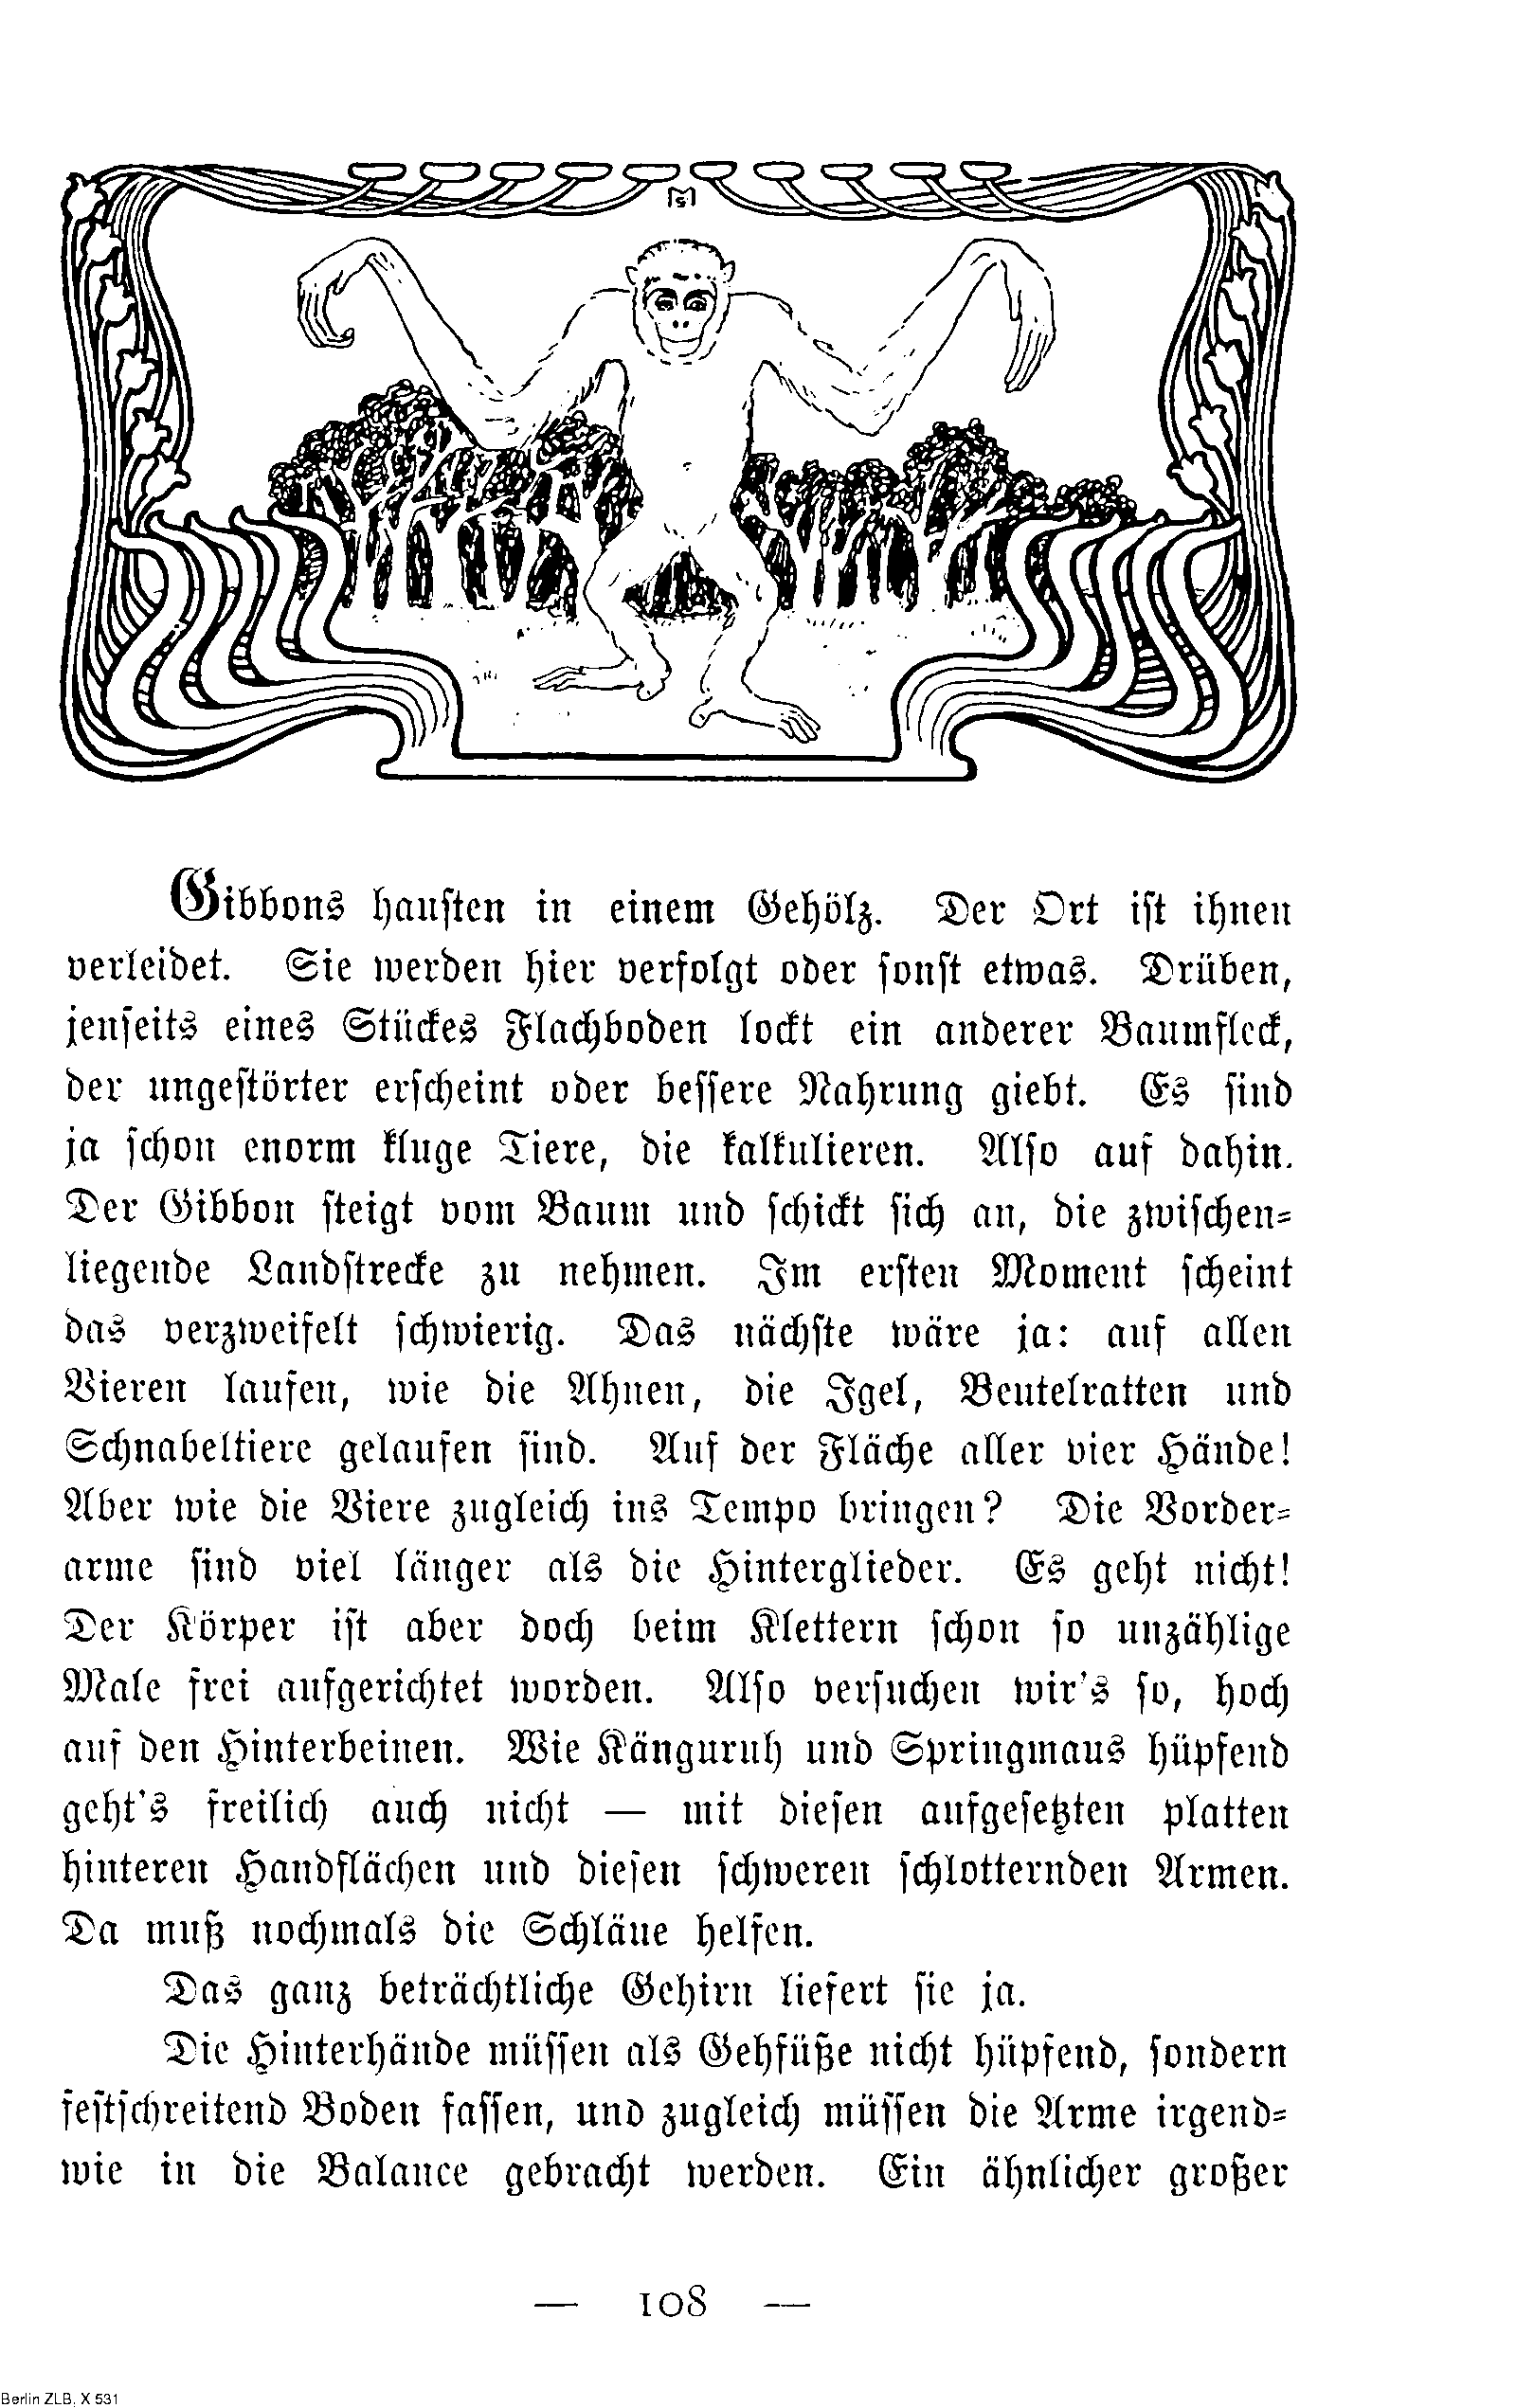 Gibbons hauſten in einem Gehölz. Der Ort iſt ihnen
verleidet. Sie werden hier verfolgt oder ſonſt etwas. Drüben,
jenſeits eines Stückes Flachboden lockt ein anderer Baumfleck,
der ungeſtörter erſcheint oder beſſere Nahrung giebt. Es ſind
ja ſchon enorm kluge Tiere, die kalkulieren. Alſo auf dahin.
Der Gibbon ſteigt vom Baum und ſchickt ſich an, die zwiſchen⸗
liegende Landſtrecke zu nehmen. Im erſten Moment ſcheint
das verzweifelt ſchwierig. Das nächſte wäre ja: auf allen
Vieren laufen, wie die Ahnen, die Igel, Beutelratten und
Schnabeltiere gelaufen ſind. Auf der Fläche aller vier Hände!
Aber wie die Viere zugleich ins Tempo bringen? Die Vorder⸗
arme ſind viel länger als die Hinterglieder. Es geht nicht!
Der Körper iſt aber doch beim Klettern ſchon ſo unzählige
Male frei aufgerichtet worden. Alſo verſuchen wir's ſo, hoch
auf den Hinterbeinen. Wie Känguruh und Springmaus hüpfend
geht's freilich auch nicht — mit dieſen aufgeſetzten platten
hinteren Handflächen und dieſen ſchweren ſchlotternden Armen.
Da muß nochmals die Schläue helfen.
Das ganz beträchtliche Gehirn liefert ſie ja.
Die Hinterhände müſſen als Gehfüße nicht hüpfend, ſondern
feſtſchreitend Boden faſſen, und zugleich müſſen die Arme irgend⸗
wie in die Balance gebracht werden. Ein ähnlicher großer
— 108 —
Berlin ZLB, X 531